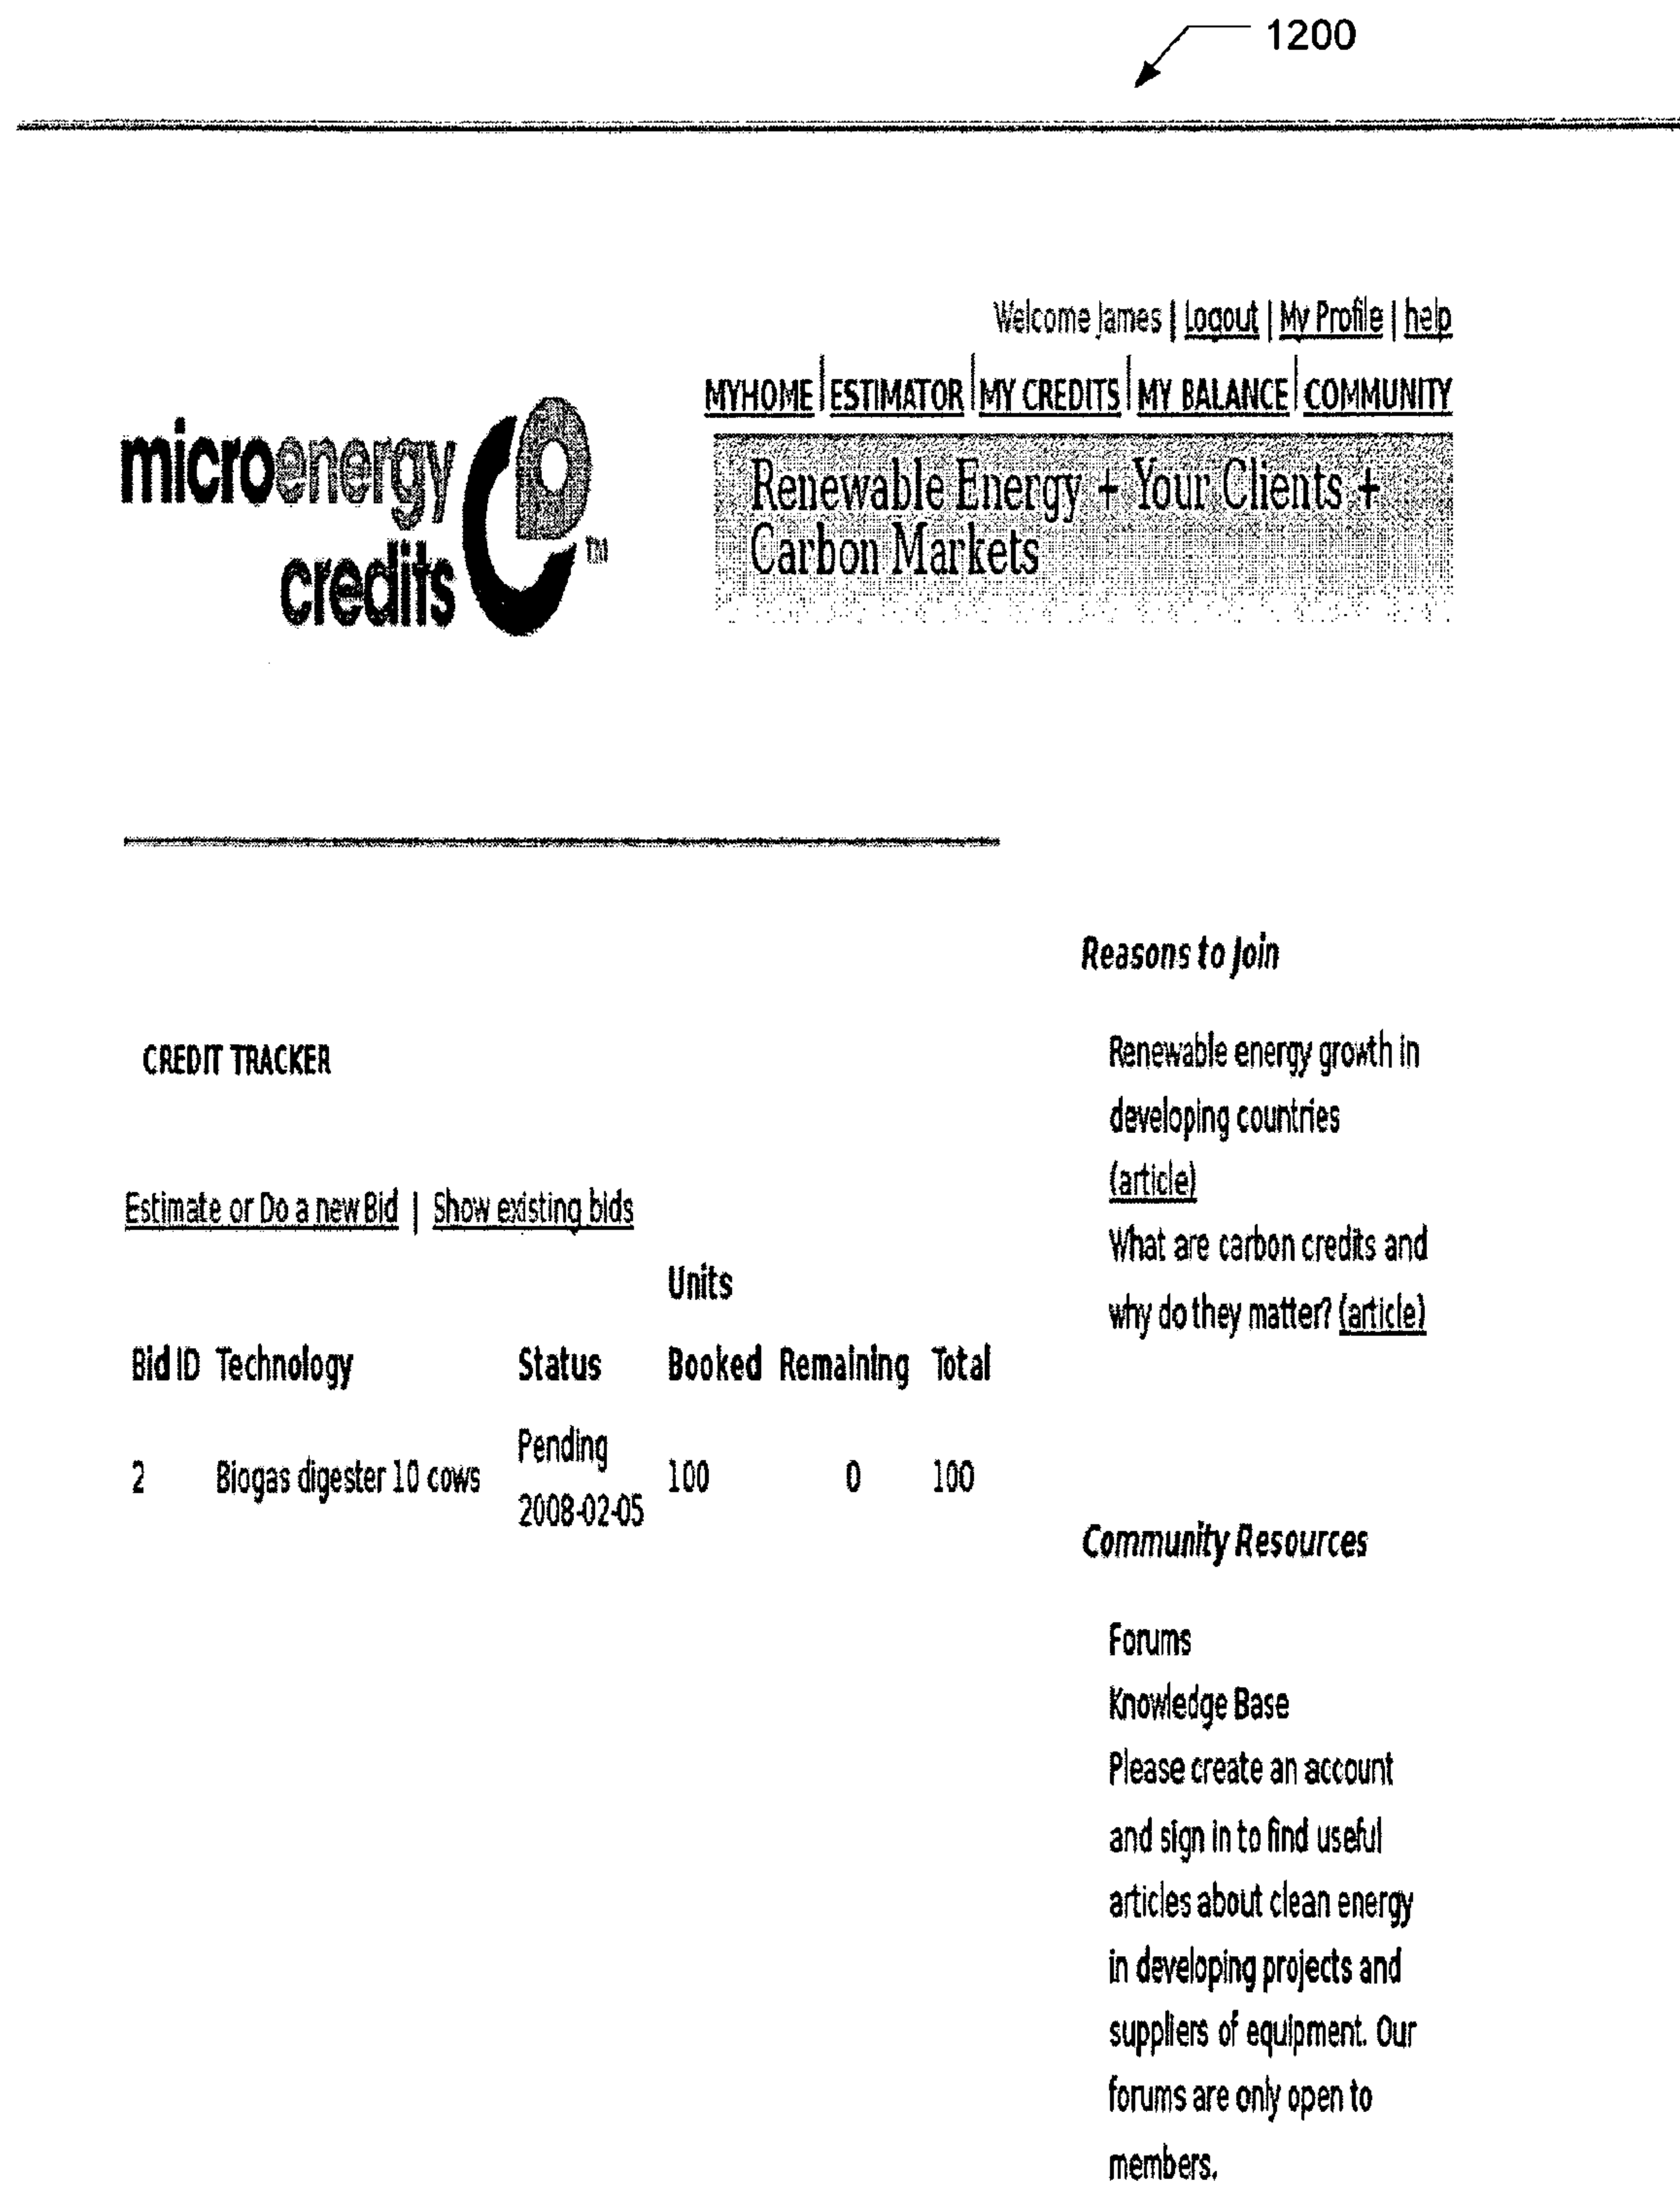 1200
Welcome James | Logout | My Profile | help
MYHOME | ESTIMATOR | MY CREDITS | MY BALANCE | COMMUNITY
microenergy
credits
TM
Renewable Energy + Your Clients +
Carbon Markets
CREDIT TRACKER
Estimate or Do a new Bid | Show existing bids
Units
Bid ID Technology Status Booked Remaining Total
2 Biogas digester 10 cows Pending 2008-02-05 100 0 100
Reasons to Join
Renewable energy growth in
developing countries
(article)
What are carbon credits and
why do they matter? (article)
Community Resources
Forums
Knowledge Base
Please create an account
and sign in to find useful
articles about clean energy
in developing projects and
suppliers of equipment. Our
forums are only open to
members.